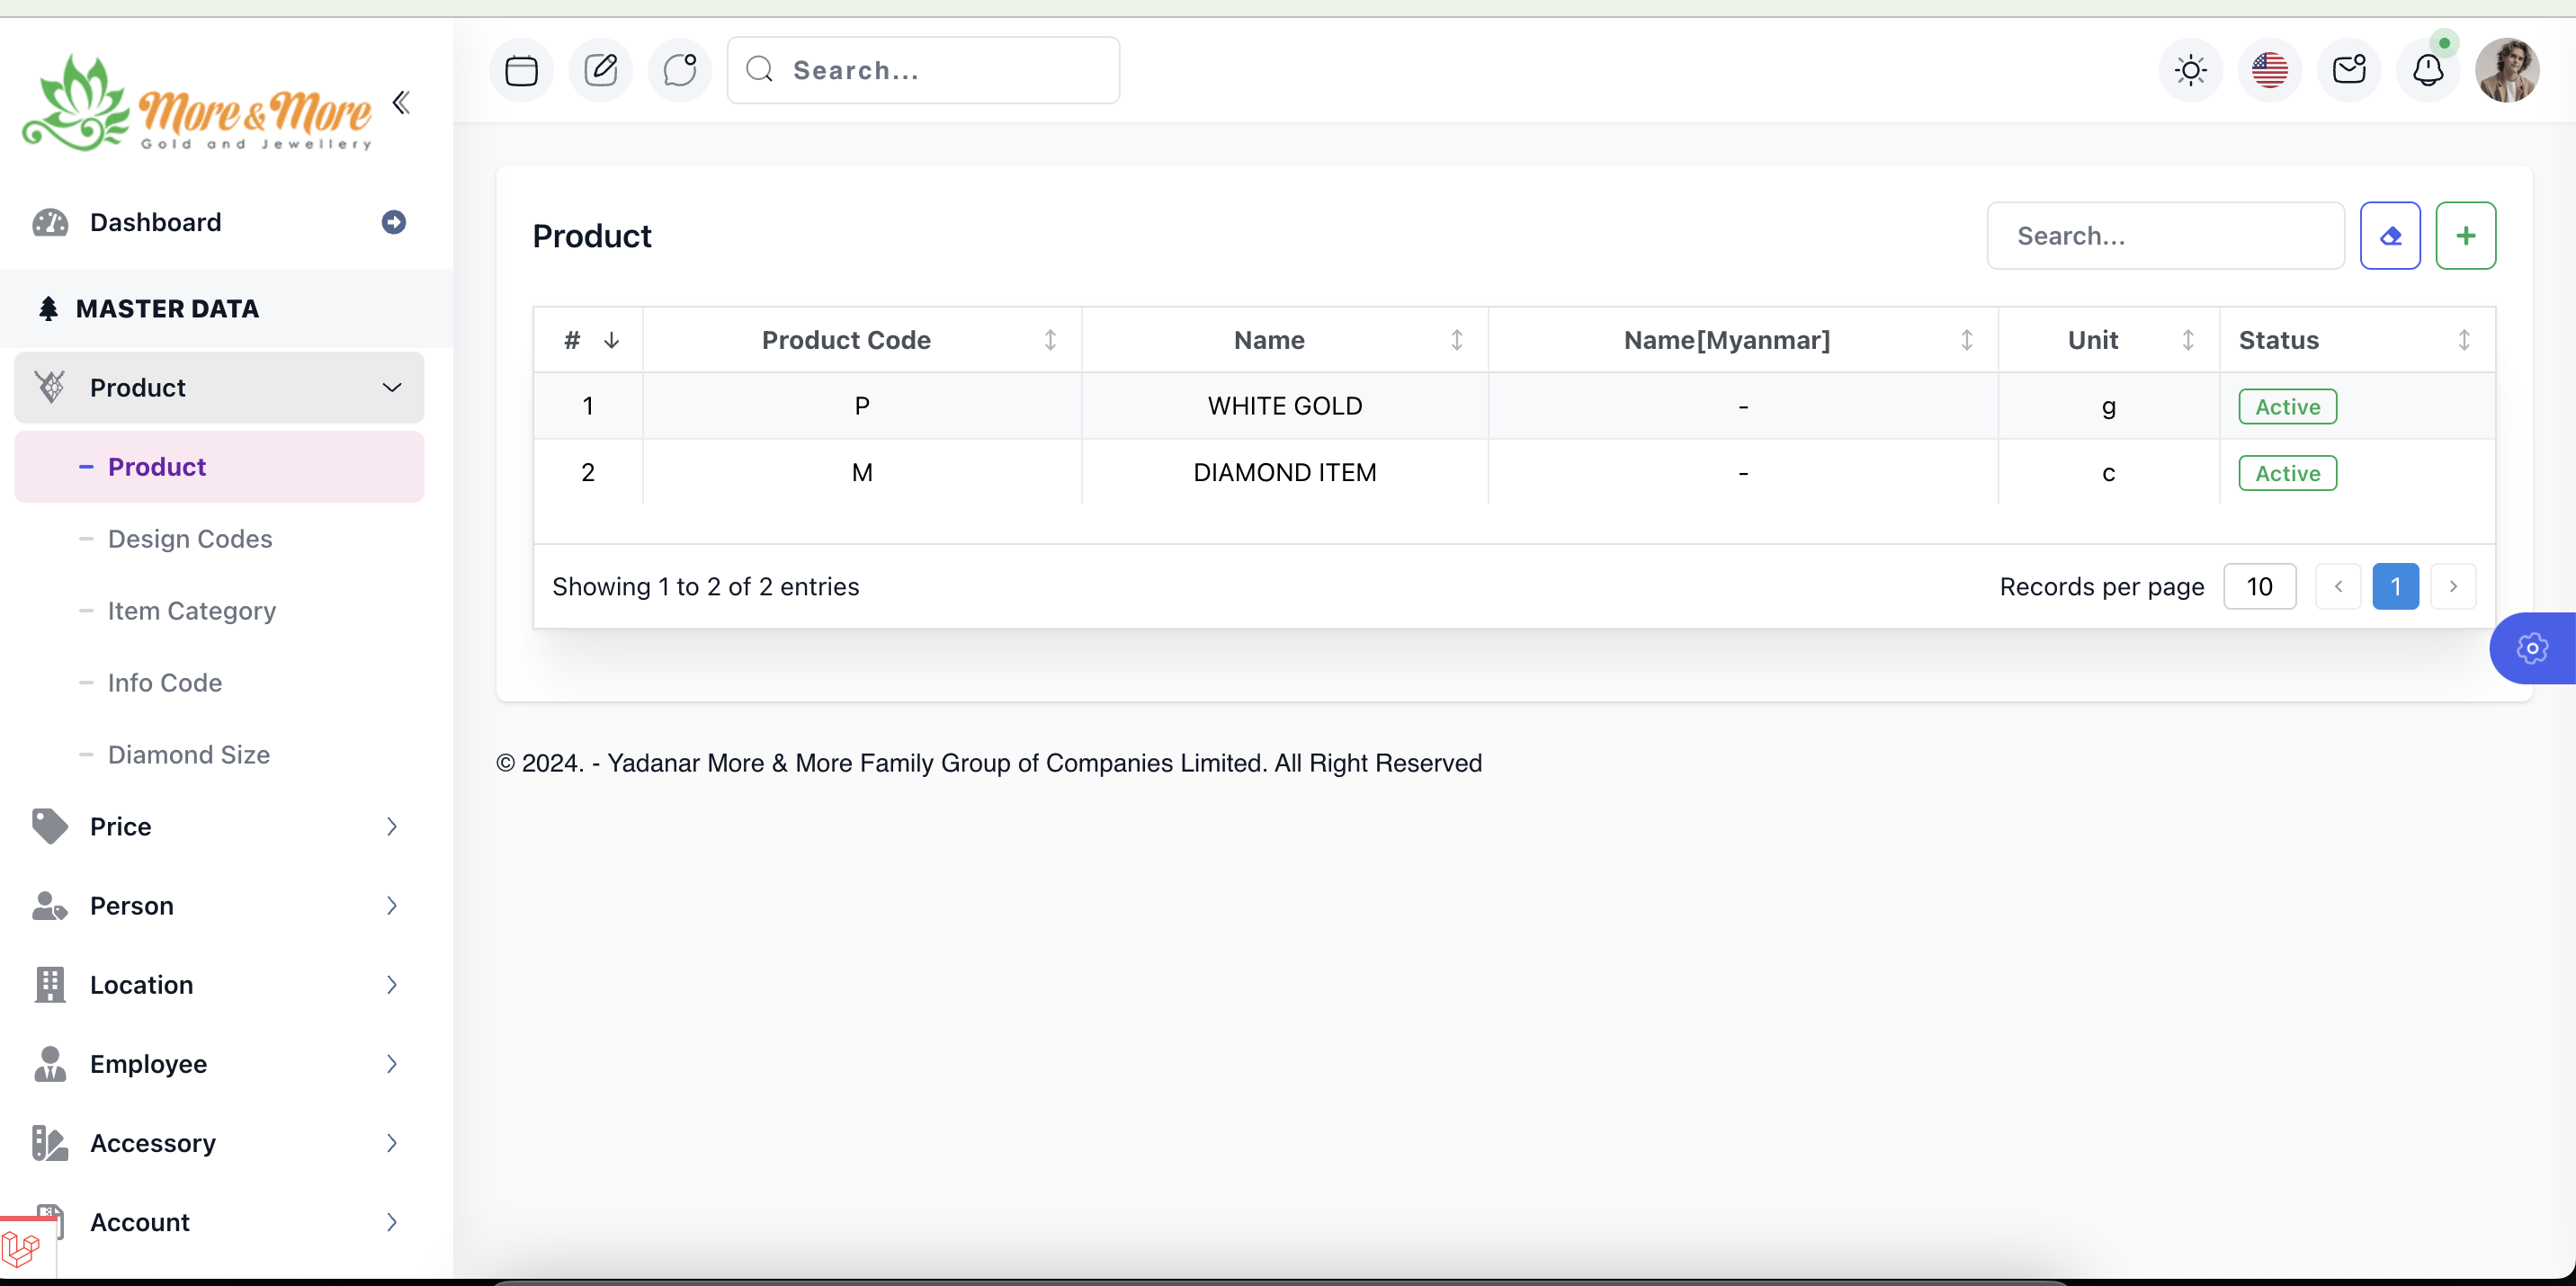 More & More
Gold and Jewellery
Search...
Dashboard
MASTER DATA
Product
Product
Design Codes
Item Category
Info Code
Diamond Size
Price
Person
Location
Employee
Accessory
Account
Product
Search...
# Product Code Name Name[Myanmar] Unit Status
1 P WHITE GOLD - g Active
2 M DIAMOND ITEM - c Active
Showing 1 to 2 of 2 entries
Records per page 10 1
© 2024. - Yadanar More & More Family Group of Companies Limited. All Right Reserved